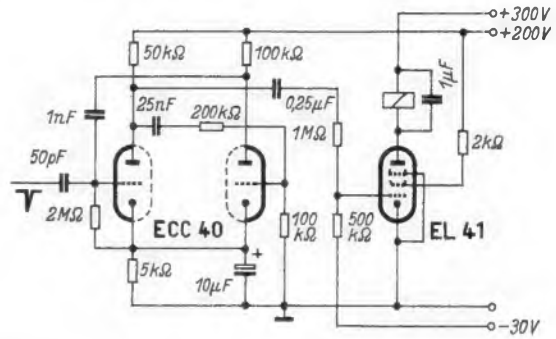 +300V
+200V
50kΩ
100kΩ
1nF
25nF
200kΩ
0,25µF
1µF
50pF
1MΩ
2kΩ
2MΩ
ECC 40
100
kΩ
500
kΩ
EL 41
5kΩ
+
10µF
-30V